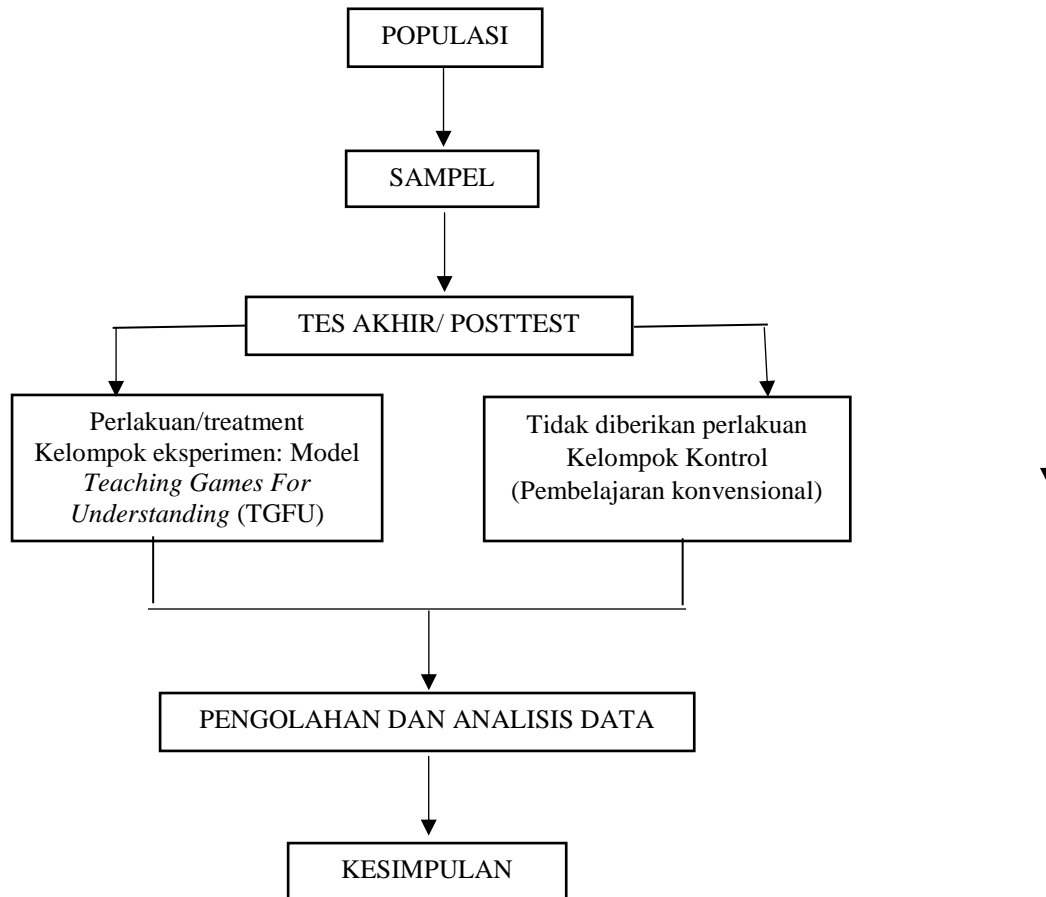 POPULASI
SAMPEL
TES AKHIR/ POSTTEST
Perlakuan/treatment
Kelompok eksperimen: Model
Teaching Games For
Understanding (TGFU)
Tidak diberikan perlakuan
Kelompok Kontrol
(Pembelajaran konvensional)
PENGOLAHAN DAN ANALISIS DATA
KESIMPULAN